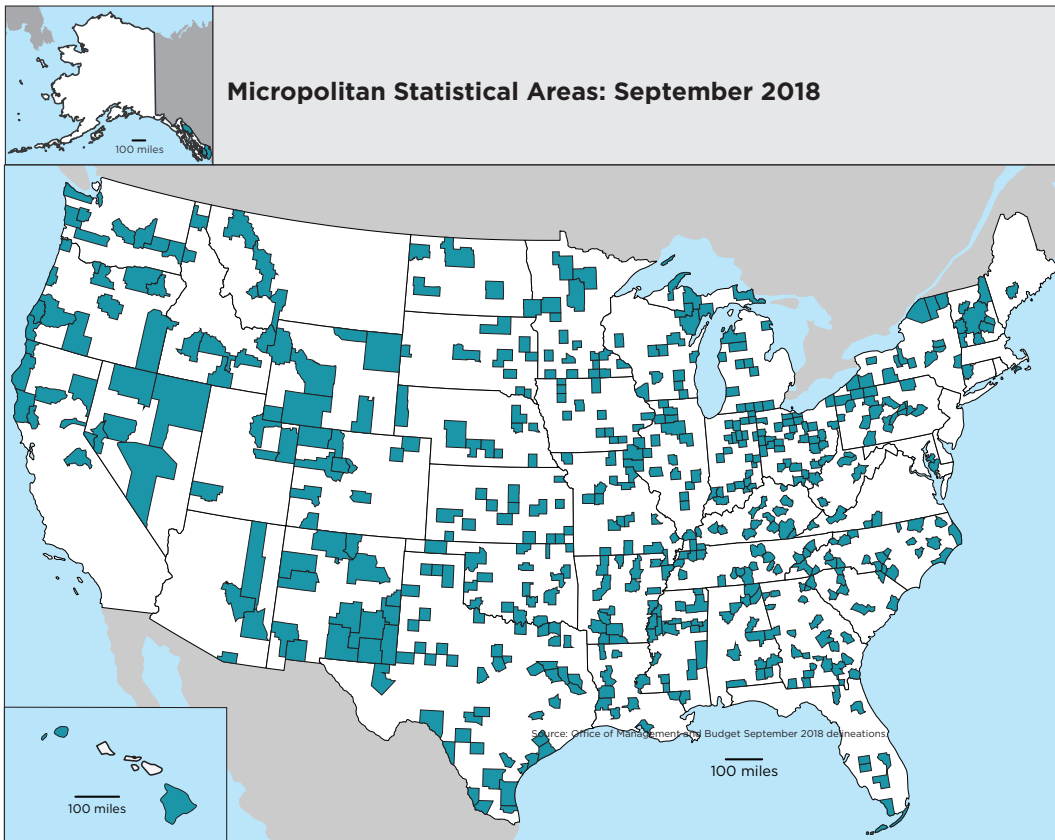 Micropolitan Statistical Areas: September 2018
100 miles
Source: Office of Management and Budget September 2018 delineations.
100 miles
100 miles